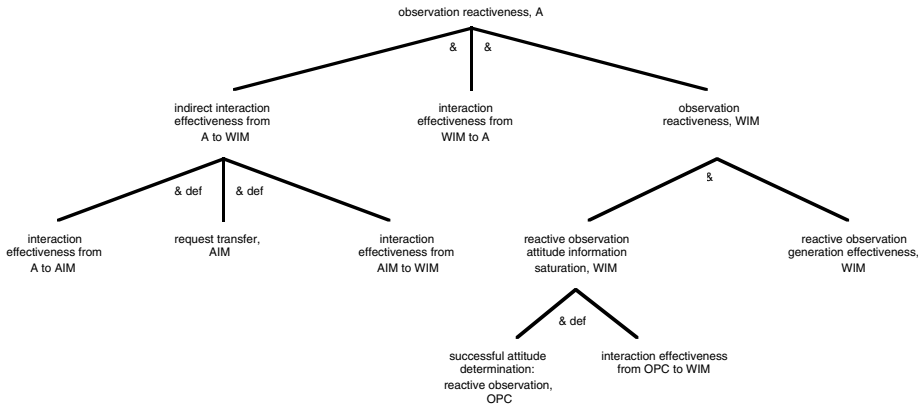 observation reactiveness, A
& &
indirect interaction
effectiveness from
A to WIM
interaction
effectiveness from
WIM to A
observation
reactiveness, WIM
& def & def
&
interaction
effectiveness from
A to AIM
request transfer,
AIM
interaction
effectiveness from
AIM to WIM
reactive observation
attitude information
saturation, WIM
reactive observation
generation effectiveness,
WIM
& def
successful attitude
determination:
reactive observation,
OPC
interaction effectiveness
from OPC to WIM